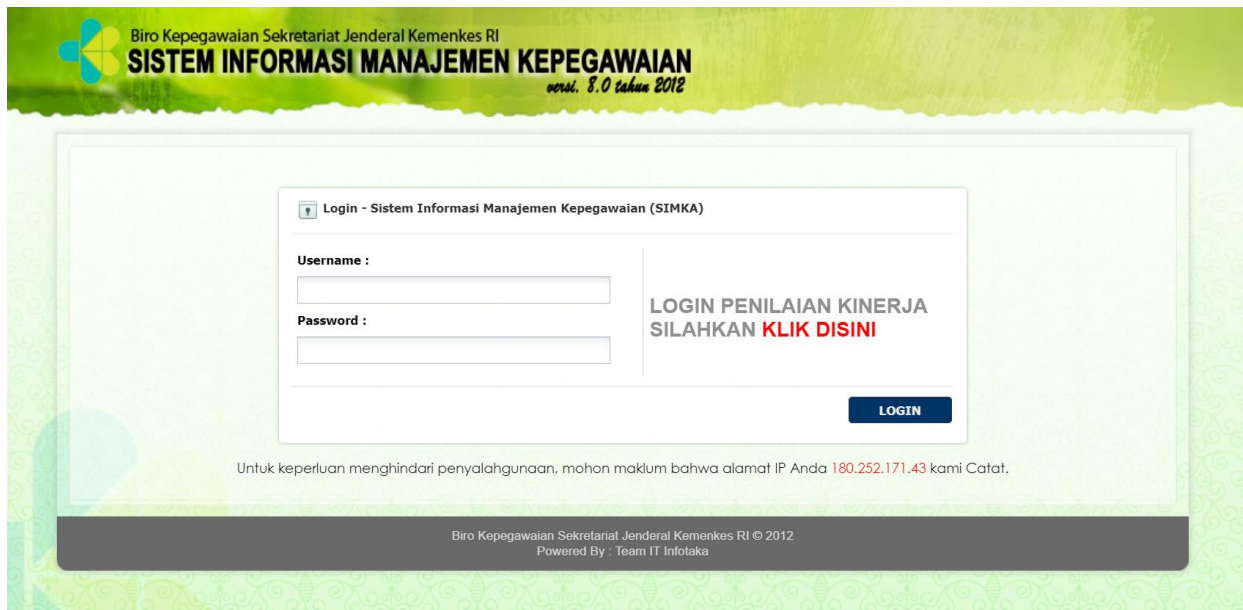 Biro Kepegawaian Sekretariat Jenderal Kemenkes RI
SISTEM INFORMASI MANAJEMEN KEPEGAWAIAN
versi. 8.0 tahun 2012
Login - Sistem Informasi Manajemen Kepegawaian (SIMKA)
Username :
Password :
LOGIN PENILAIAN KINERJA
SILAHKAN KLIK DISINI
LOGIN
Untuk keperluan menghindari penyalahgunaan, mohon maklum bahwa alamat IP Anda 180.252.171.43 kami Catat.
Biro Kepegawaian Sekretariat Jenderal Kemenkes RI © 2012
Powered By : Team IT Infotaka